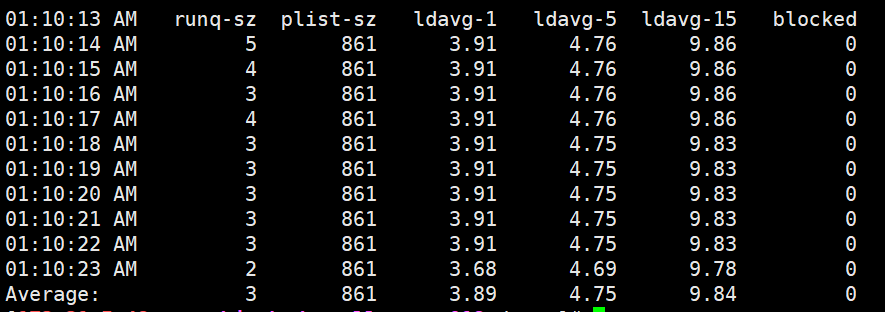 01:10:13 AM   runq-sz  plist-sz   ldavg-1   ldavg-5  ldavg-15   blocked
01:10:14 AM         5       861      3.91      4.76      9.86         0
01:10:15 AM         4       861      3.91      4.76      9.86         0
01:10:16 AM         3       861      3.91      4.76      9.86         0
01:10:17 AM         4       861      3.91      4.76      9.86         0
01:10:18 AM         3       861      3.91      4.75      9.83         0
01:10:19 AM         3       861      3.91      4.75      9.83         0
01:10:20 AM         3       861      3.91      4.75      9.83         0
01:10:21 AM         3       861      3.91      4.75      9.83         0
01:10:22 AM         3       861      3.91      4.75      9.83         0
01:10:23 AM         2       861      3.68      4.69      9.78         0
Average:            3       861      3.89      4.75      9.84         0